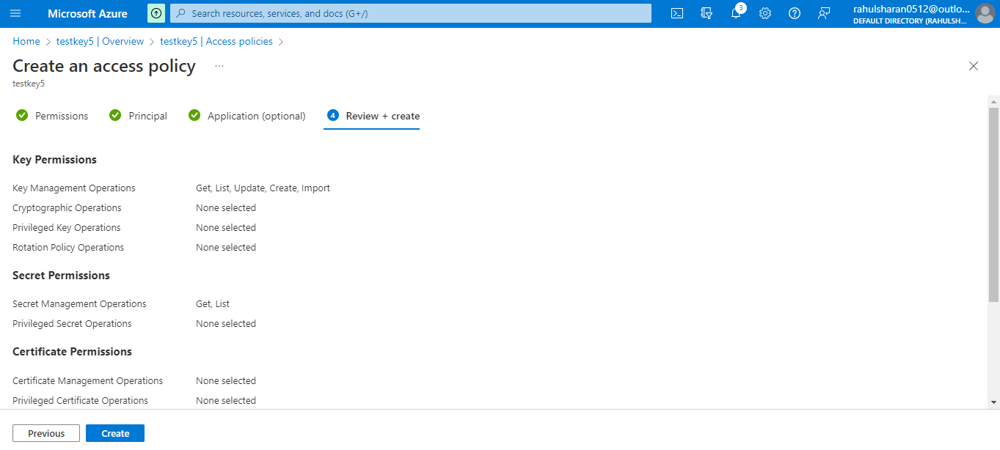 Microsoft Azure
Search resources, services, and docs (G+/)
3
rahulsharan0512@outlo...
DEFAULT DIRECTORY (RAHULSH...
Home > testkey5 | Overview > testkey5 | Access policies >
Create an access policy ...
testkey5
Permissions
Principal
Application (optional)
4 Review + create
Key Permissions
Key Management Operations Get, List, Update, Create, Import
Cryptographic Operations None selected
Privileged Key Operations None selected
Rotation Policy Operations None selected
Secret Permissions
Secret Management Operations Get, List
Privileged Secret Operations None selected
Certificate Permissions
Certificate Management Operations None selected
Privileged Certificate Operations None selected
Previous
Create